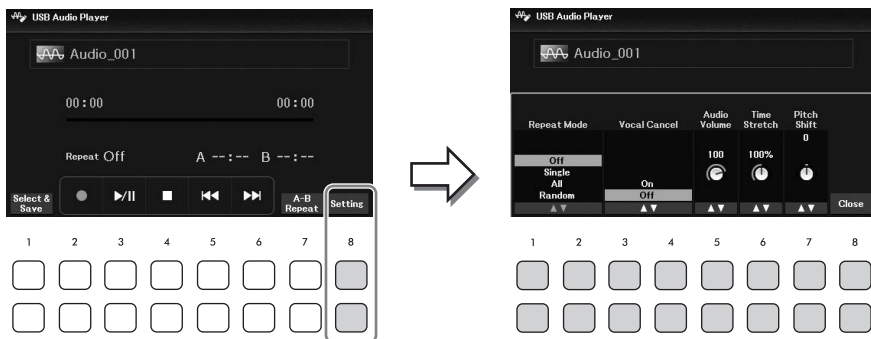 USB Audio Player
Audio_001
00:00 00:00
Repeat Off A --:-- B --:--
Select & Save
A-B Repeat
Setting
1 2 3 4 5 6 7 8
USB Audio Player
Audio_001
Repeat Mode
Off
Single
All
Random
Vocal Cancel
On
Off
Audio Volume
100
Time Stretch
100%
Pitch Shift
0
Close
1 2 3 4 5 6 7 8